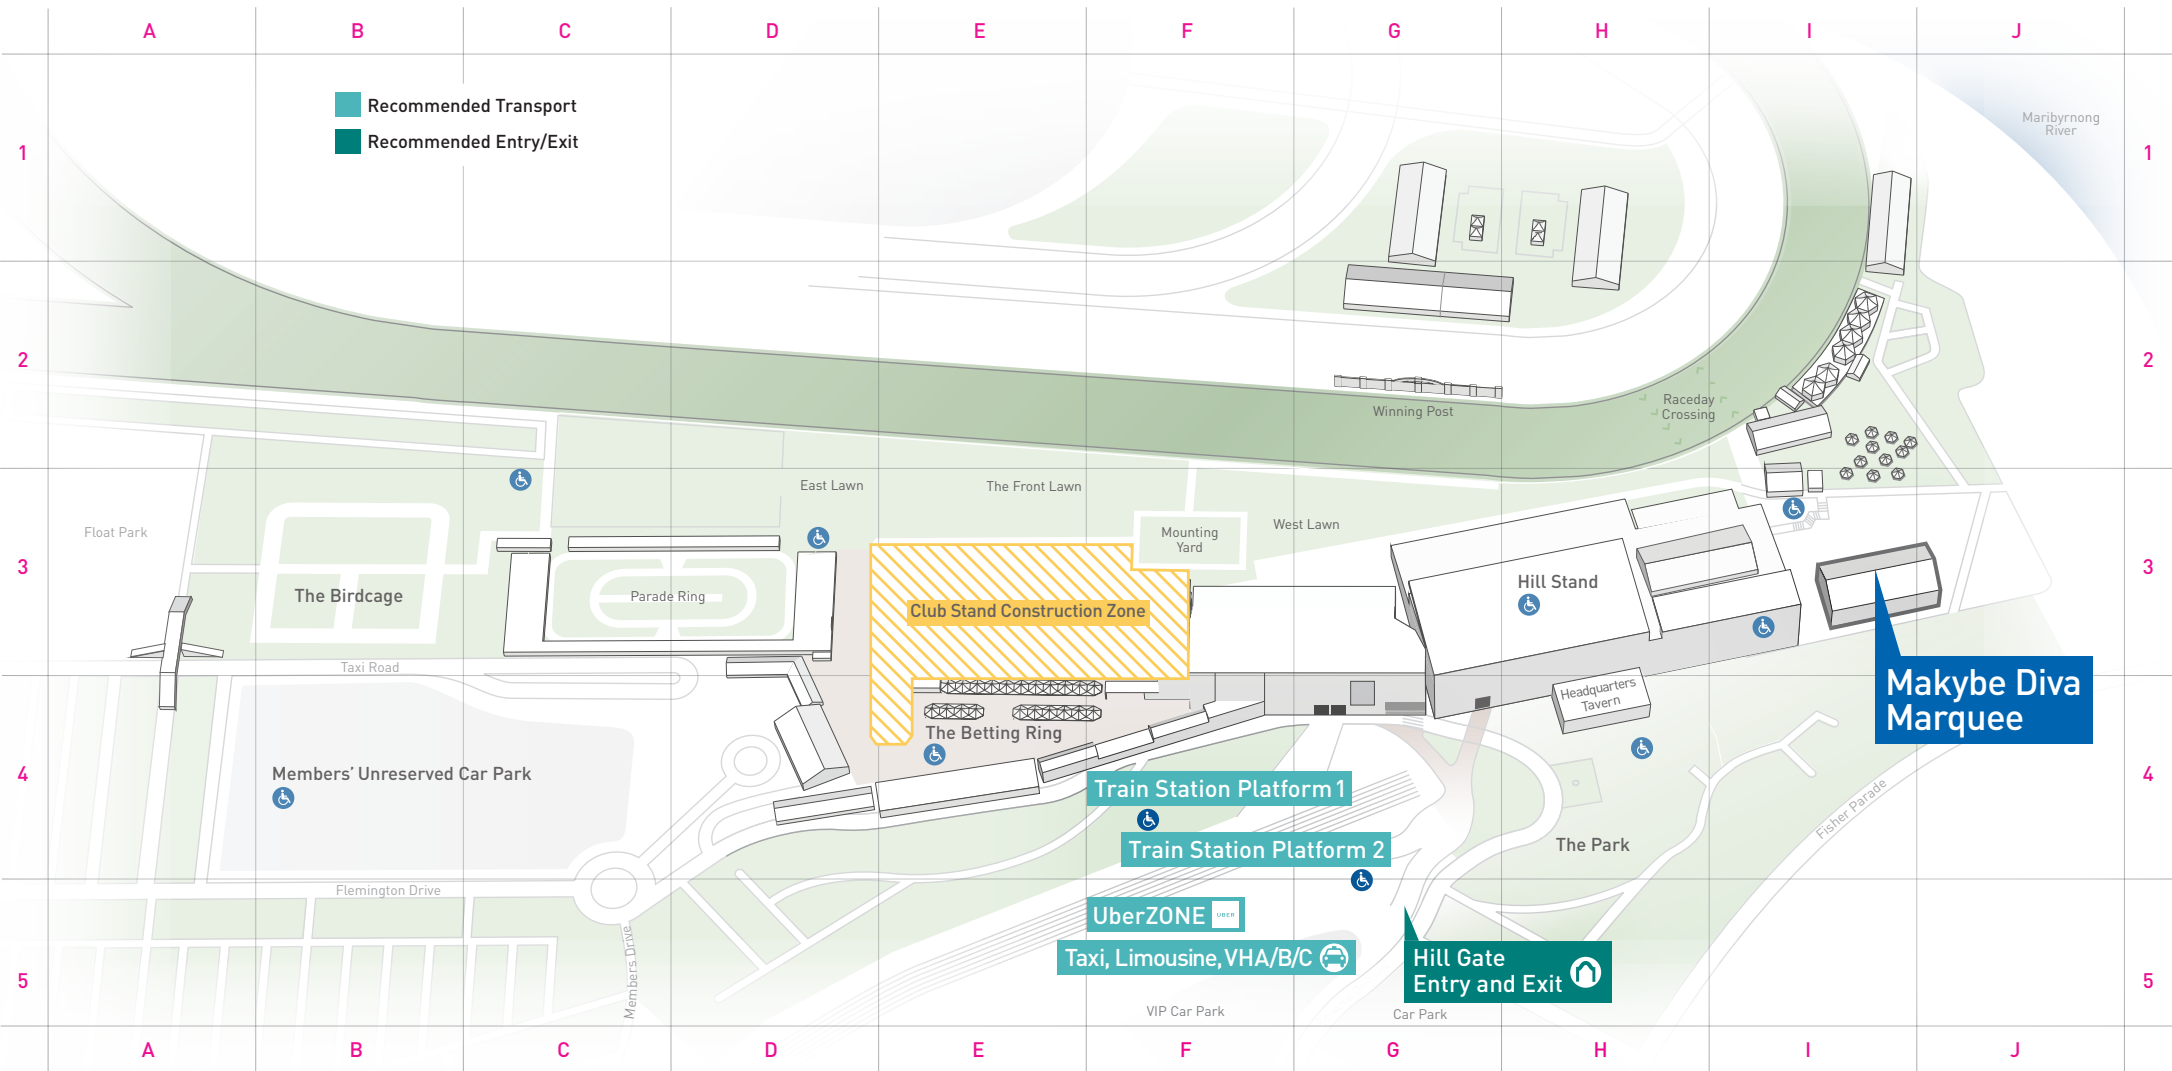 A B C D E F G H I J
Recommended Transport
Recommended Entry/Exit
Maribyrnong
River
1 1
2 2
Winning Post
Raceday
Crossing
East Lawn
The Front Lawn
West Lawn
Mounting
Yard
Float Park
3 3
The Birdcage
Parade Ring
Club Stand Construction Zone
Hill Stand
Taxi Road
Makybe Diva
Marquee
Headquarters
Tavern
The Betting Ring
4 4
Members' Unreserved Car Park
Train Station Platform 1
Train Station Platform 2
The Park
Fisher Parade
Flemington Drive
Members Drive
UberZONE UBER
Taxi, Limousine, VHA/B/C
Hill Gate
Entry and Exit
5 5
VIP Car Park
Car Park
A B C D E F G H I J